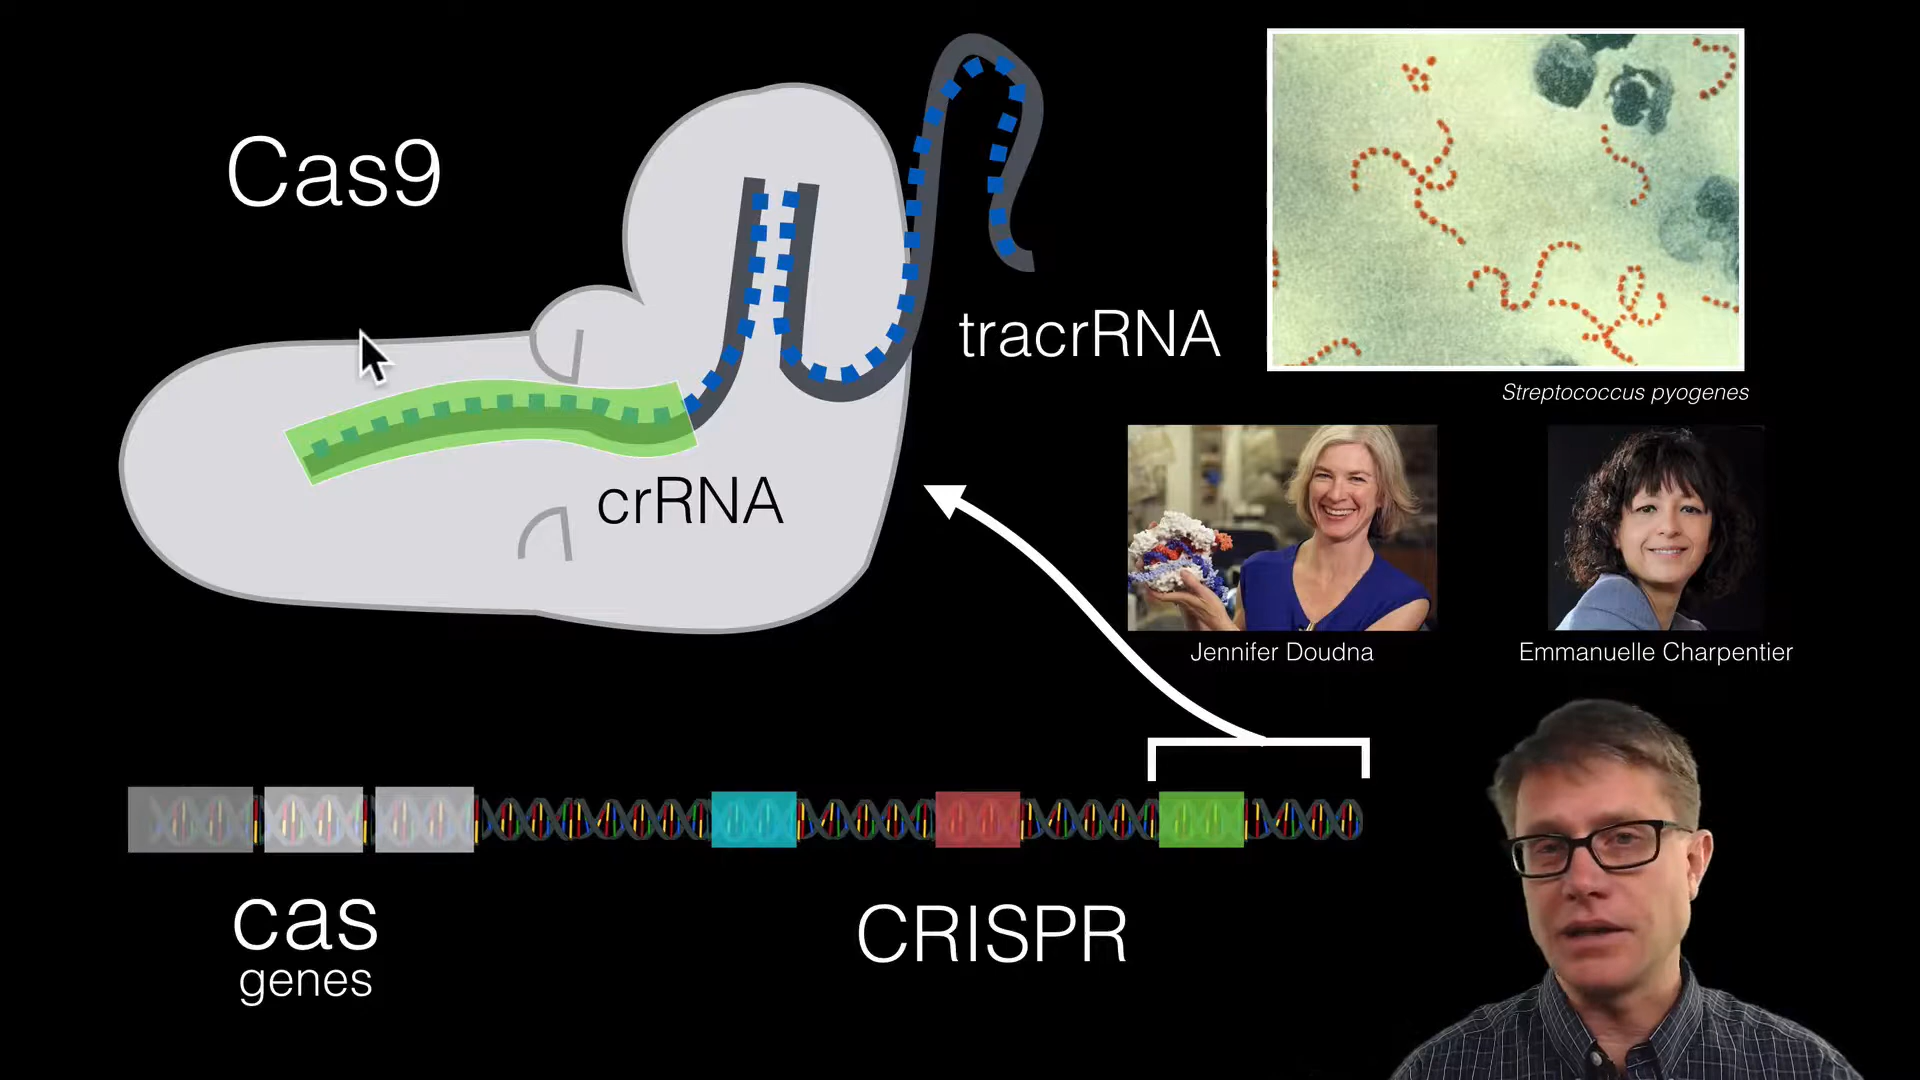 Cas9
tracrRNA
Streptococcus pyogenes
crRNA
Jennifer Doudna
Emmanuelle Charpentier
cas
genes
CRISPR